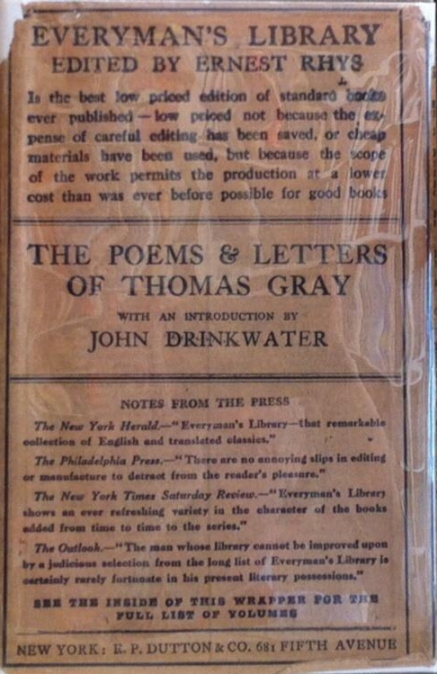 EVERYMAN'S LIBRARY
EDITED BY ERNEST RHYS
Is the best low priced edition of standard books
ever published—low priced not because the ex-
pense of careful editing has been saved, or cheap
materials have been used, but because the scope
of the work permits the production at a lower
cost than was ever before possible for good books
THE POEMS & LETTERS
OF THOMAS GRAY
WITH AN INTRODUCTION BY
JOHN DRINKWATER
NOTES FROM THE PRESS
The New York Herald.—"Everyman's Library—that remarkable
collection of English and translated classics."
The Philadelphia Press.—"There are no annoying slips in editing
or manufacture to detract from the reader's pleasure."
The New York Times Saturday Review.—"Everyman's Library
shows an ever refreshing variety in the character of the books
added from time to time to the series."
The Outlook.—"The man whose library cannot be improved upon
by a judicious selection from the long list of Everyman's Library is
certainly rarely fortunate in his present literary possessions."
SEE THE INSIDE OF THIS WRAPPER FOR THE
FULL LIST OF VOLUMES
NEW YORK: E. P. DUTTON & CO. 681 FIFTH AVENUE